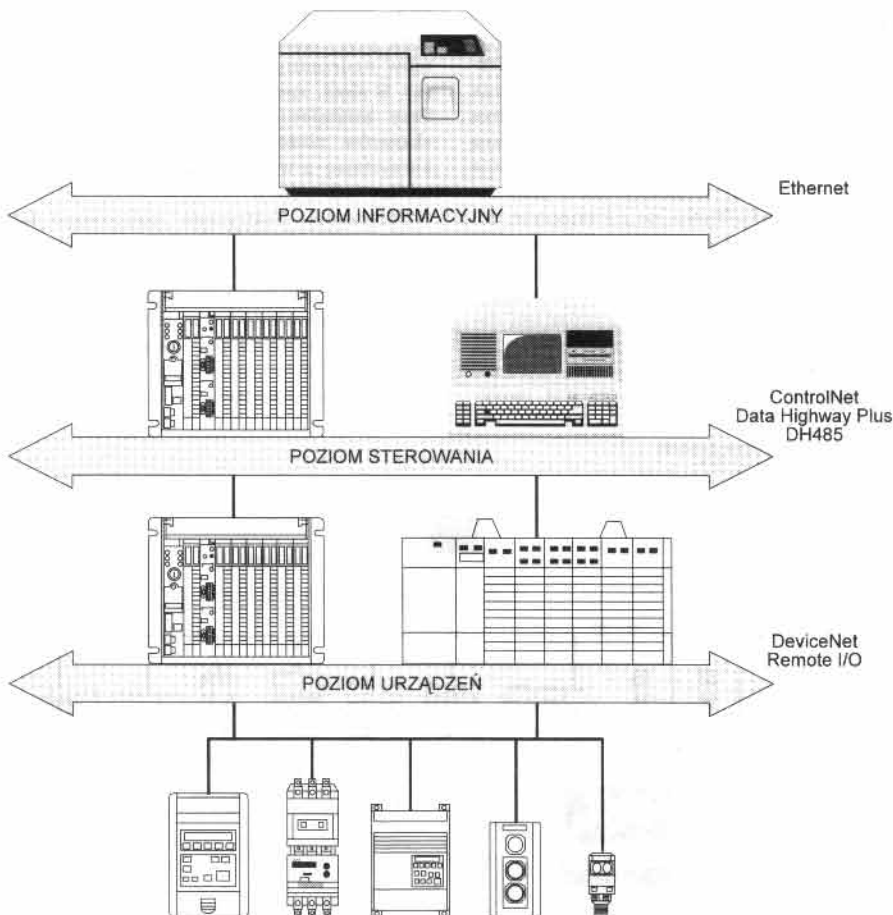 Ethernet
POZIOM INFORMACYJNY
ControlNet
Data Highway Plus
DH485
POZIOM STEROWANIA
DeviceNet
Remote I/O
POZIOM URZĄDZEŃ